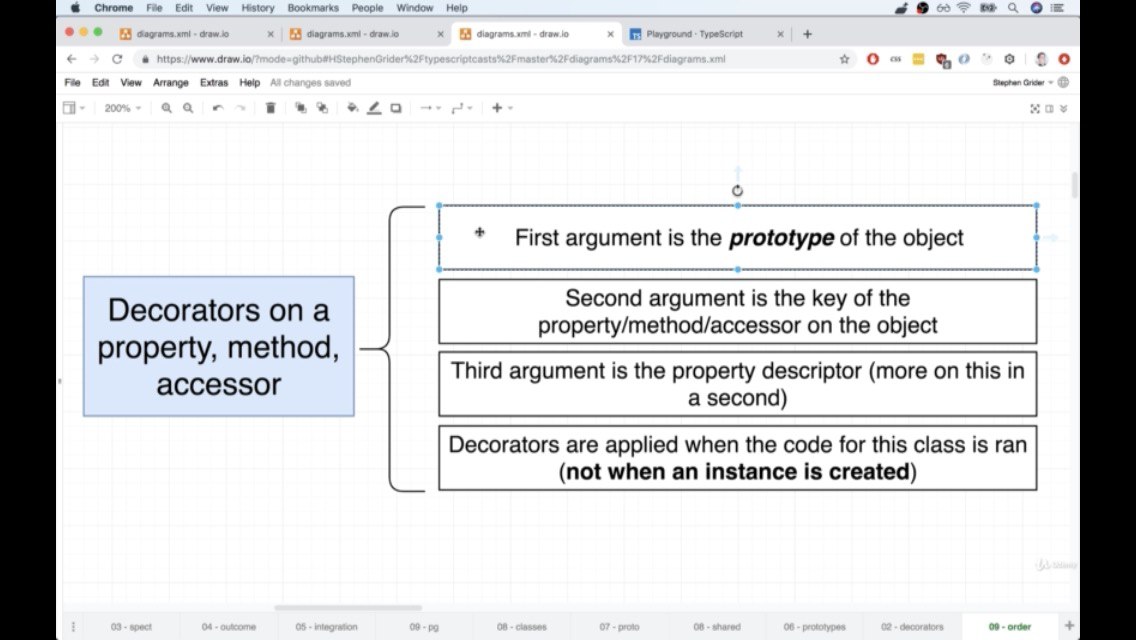 Chrome File Edit View History Bookmarks People Window Help
diagrams.xml - draw.io
diagrams.xml - draw.io
diagrams.xml - draw.io
TS Playground · TypeScript
https://www.draw.io/?mode=github#HStephenGrider%2Ftypescriptcasts%2Fmaster%2Fdiagrams%2F17%2Fdiagrams.xml
File Edit View Arrange Extras Help All changes saved
Stephen Grider
200%
First argument is the prototype of the object
Decorators on a
property, method,
accessor
Second argument is the key of the
property/method/accessor on the object
Third argument is the property descriptor (more on this in
a second)
Decorators are applied when the code for this class is ran
(not when an instance is created)
Udemy
03 - spect 04 - outcome 05 - integration 09 - pg 08 - classes 07 - proto 08 - shared 06 - prototypes 02 - decorators 09 - order